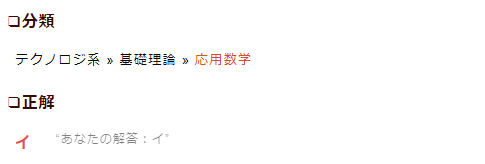 ❏分類
テクノロジ系 » 基礎理論 » 応用数学
❏正解
イ "あなたの解答：イ"